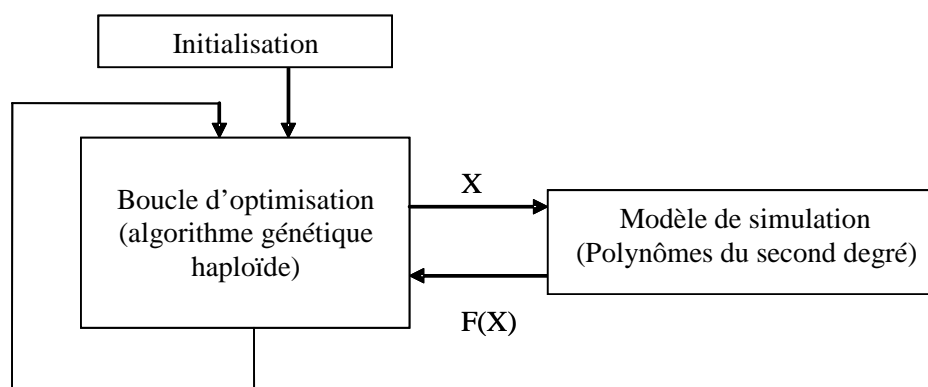 Initialisation
Boucle d’optimisation
(algorithme génétique
haploïde)
X
Modèle de simulation
(Polynômes du second degré)
F(X)